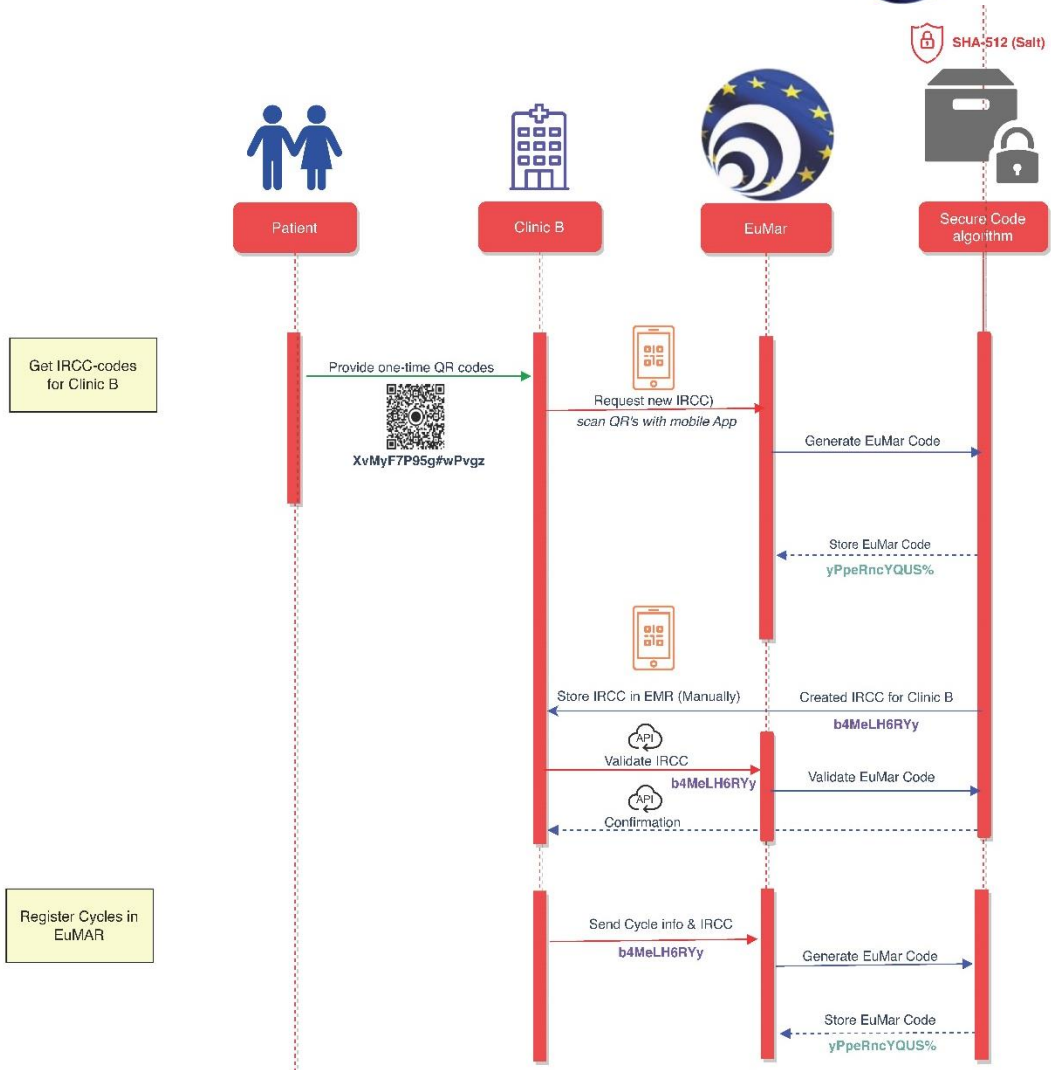 SHA-512 (Salt)
Patient
Clinic B
EuMar
Secure Code
algorithm
Get IRCC-codes
for Clinic B
Provide one-time QR codes
XvMyF7P95g#wPvgz
Request new IRCC)
scan QR's with mobile App
Generate EuMar Code
Store EuMar Code
yPpeRncYQUS%
Store IRCC in EMR (Manually)
Created IRCC for Clinic B
b4MeLH6RYy
API
Validate IRCC
b4MeLH6RYy
Validate EuMar Code
API
Confirmation
Register Cycles in
EuMAR
Send Cycle info & IRCC
b4MeLH6RYy
Generate EuMar Code
Store EuMar Code
yPpeRncYQUS%